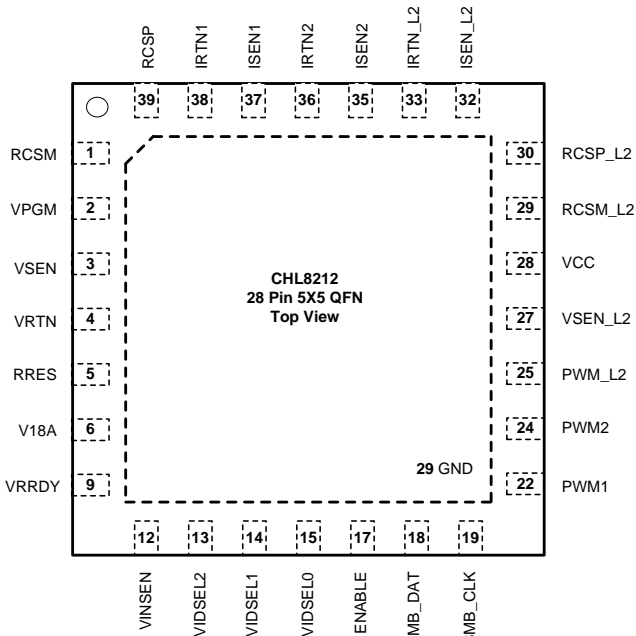 RCSP
IRTN1
ISEN1
IRTN2
ISEN2
IRTN_L2
ISEN_L2
39 38 37 36 35 33 32
RCSM 1
VPGM 2
VSEN 3
VRTN 4
RRES 5
V18A 6
VRRDY 9
CHL8212
28 Pin 5X5 QFN
Top View
29 GND
30 RCSP_L2
29 RCSM_L2
28 VCC
27 VSEN_L2
25 PWM_L2
24 PWM2
22 PWM1
12 13 14 15 17 18 19
VINSEN
VIDSEL2
VIDSEL1
VIDSEL0
ENABLE
MB_DAT
MB_CLK